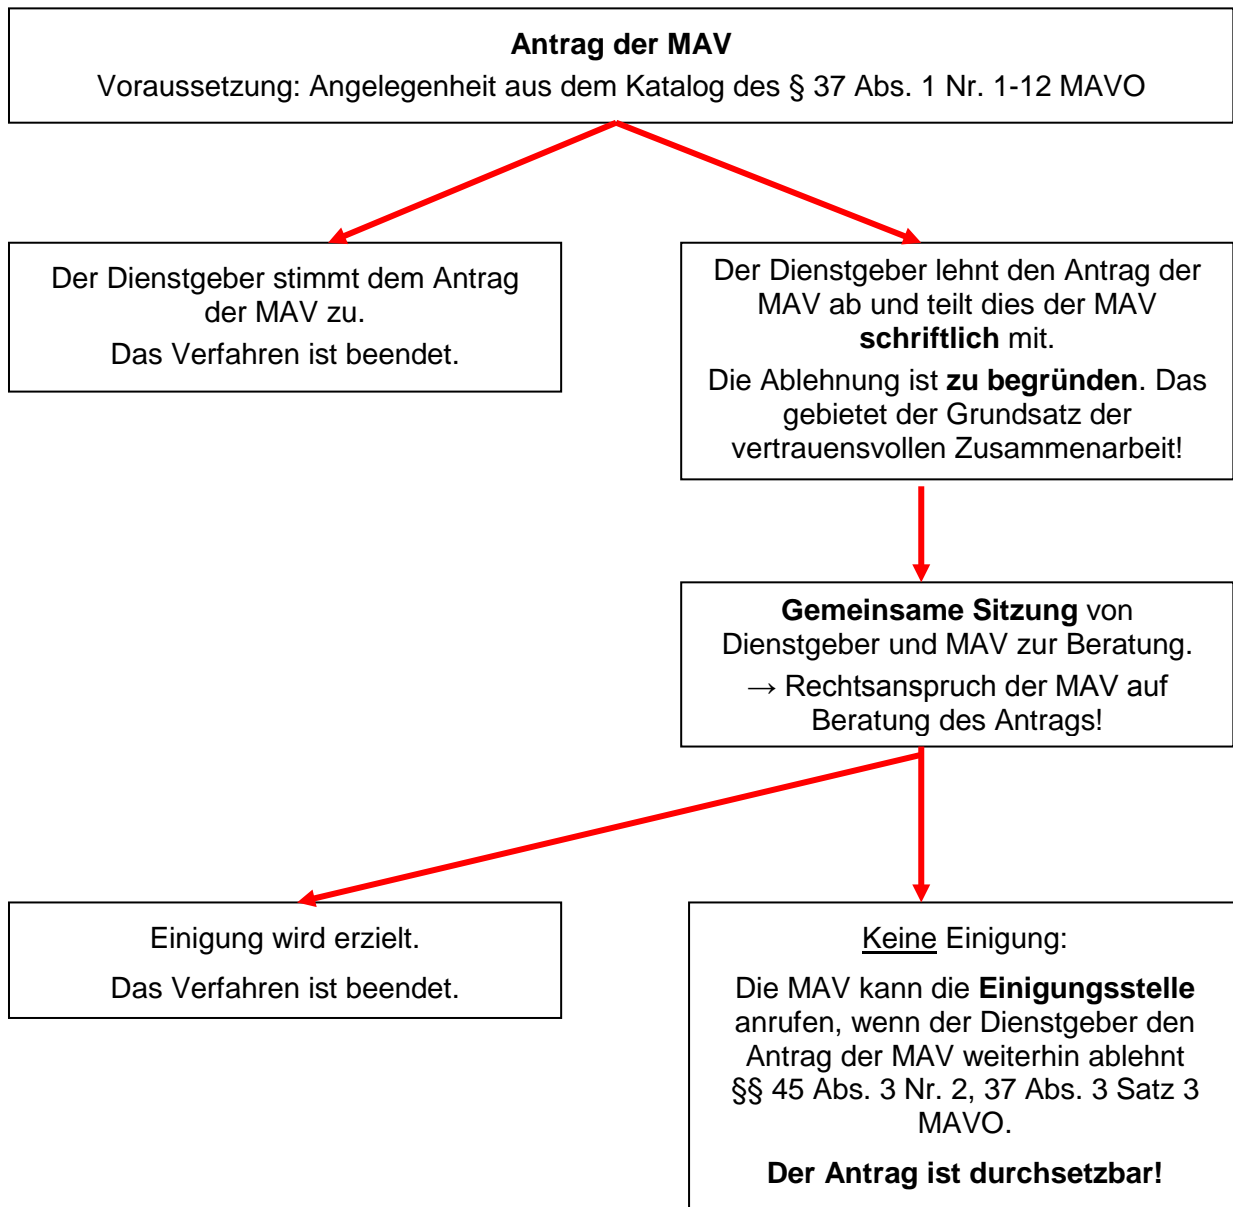 Antrag der MAV
Voraussetzung: Angelegenheit aus dem Katalog des § 37 Abs. 1 Nr. 1-12 MAVO
Der Dienstgeber stimmt dem Antrag
der MAV zu.
Das Verfahren ist beendet.
Der Dienstgeber lehnt den Antrag der
MAV ab und teilt dies der MAV
schriftlich mit.
Die Ablehnung ist zu begründen. Das
gebietet der Grundsatz der
vertrauensvollen Zusammenarbeit!
Gemeinsame Sitzung von
Dienstgeber und MAV zur Beratung.
→ Rechtsanspruch der MAV auf
Beratung des Antrags!
Einigung wird erzielt.
Das Verfahren ist beendet.
Keine Einigung:
Die MAV kann die Einigungsstelle
anrufen, wenn der Dienstgeber den
Antrag der MAV weiterhin ablehnt
§§ 45 Abs. 3 Nr. 2, 37 Abs. 3 Satz 3
MAVO.
Der Antrag ist durchsetzbar!